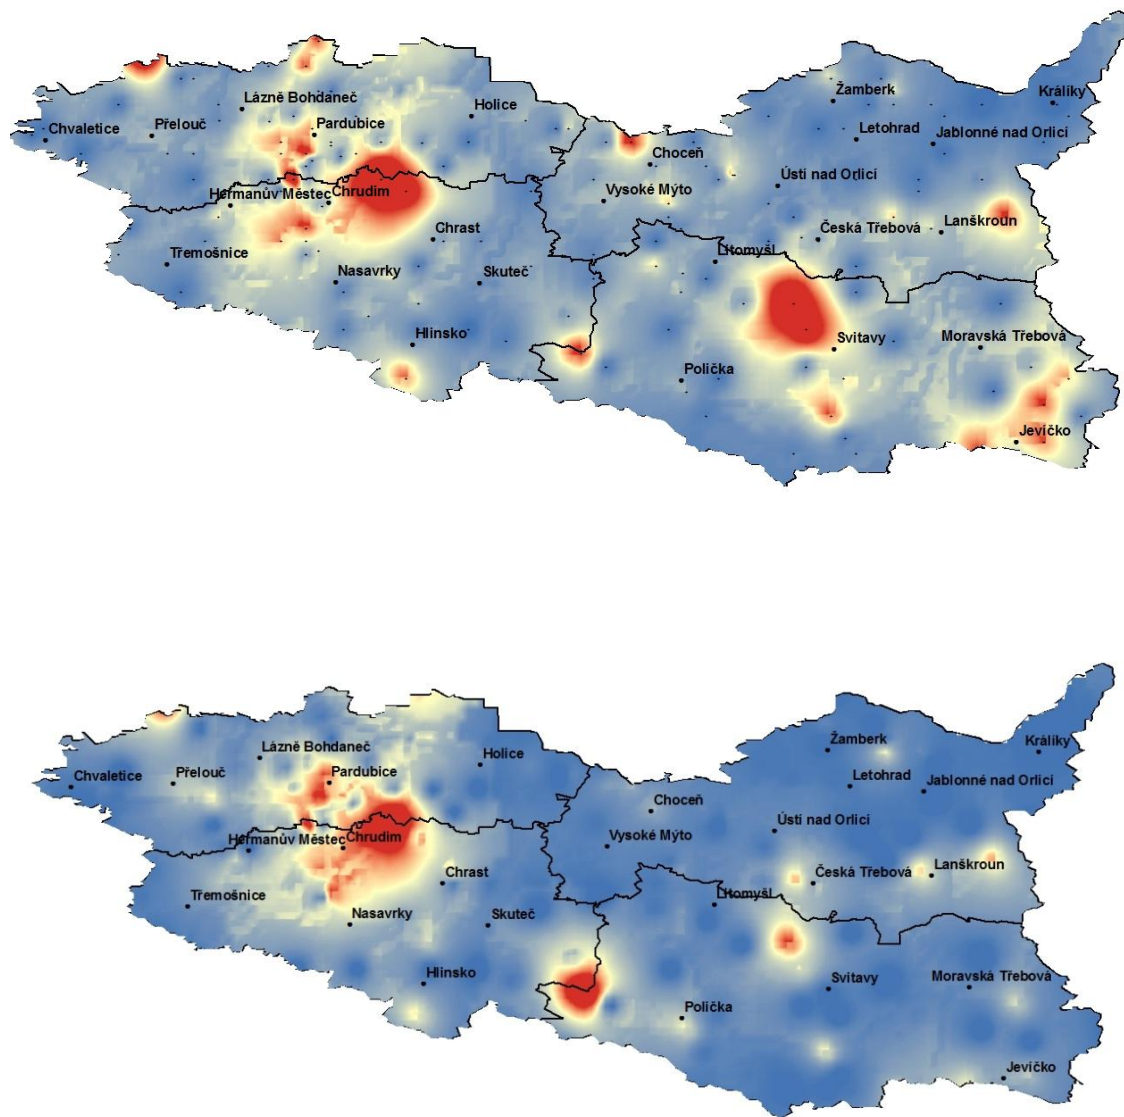 Žamberk
Králíky
Lázně Bohdaneč
Holice
Chvaletice
Přelouč
Pardubice
Letohrad
Jablonné nad Orlicí
Choceň
Heřmanův Městec
Chrudim
Vysoké Mýto
Ústí nad Orlicí
Chrast
Česká Třebová
Lanškroun
Třemošnice
Litomyšl
Nasavrky
Skuteč
Hlinsko
Svitavy
Moravská Třebová
Polička
Jevíčko
Lázně Bohdaneč
Holice
Žamberk
Králíky
Chvaletice
Přelouč
Pardubice
Letohrad
Jablonné nad Orlicí
Choceň
Heřmanův Městec
Chrudim
Vysoké Mýto
Ústí nad Orlicí
Chrast
Česká Třebová
Lanškroun
Třemošnice
Litomyšl
Nasavrky
Skuteč
Hlinsko
Svitavy
Moravská Třebová
Polička
Jevíčko